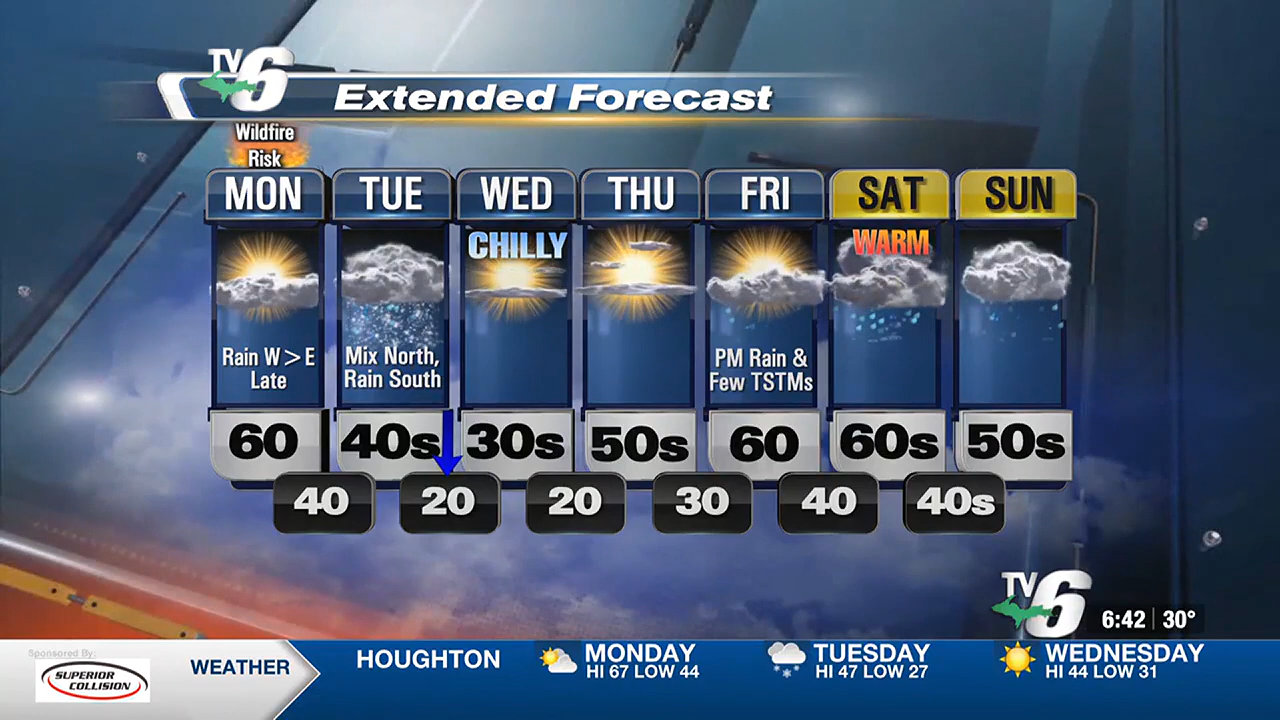 TV6
Extended Forecast
Wildfire
Risk
MON TUE WED THU FRI SAT SUN
CHILLY WARM
Rain W > E
Late
Mix North,
Rain South
PM Rain &
Few TSTMs
60 40s 30s 50s 60 60s 50s
40 20 20 30 40 40s
TV6
6:42 30°
Sponsored By:
SUPERIOR
COLLISION
WEATHER
HOUGHTON
MONDAY
HI 67 LOW 44
TUESDAY
HI 47 LOW 27
WEDNESDAY
HI 44 LOW 31